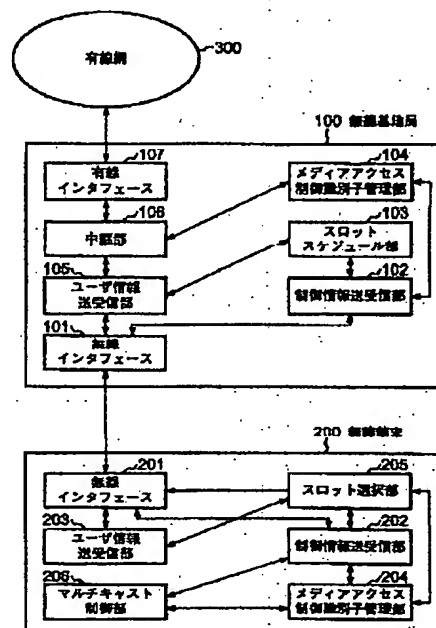 有線網
300
100 無線基地局
107
有線
インタフェース
104
メディアアクセス
制御識別子管理部
106
中継部
103
スロット
スケジュール部
105
ユーザ情報
送受信部
102
制御情報送受信部
101
無線
インタフェース
200 無線端末
201
無線
インタフェース
205
スロット選択部
203
ユーザ情報
送受信部
202
制御情報送受信部
206
マルチキャスト
制御部
204
メディアアクセス
制御識別子管理部